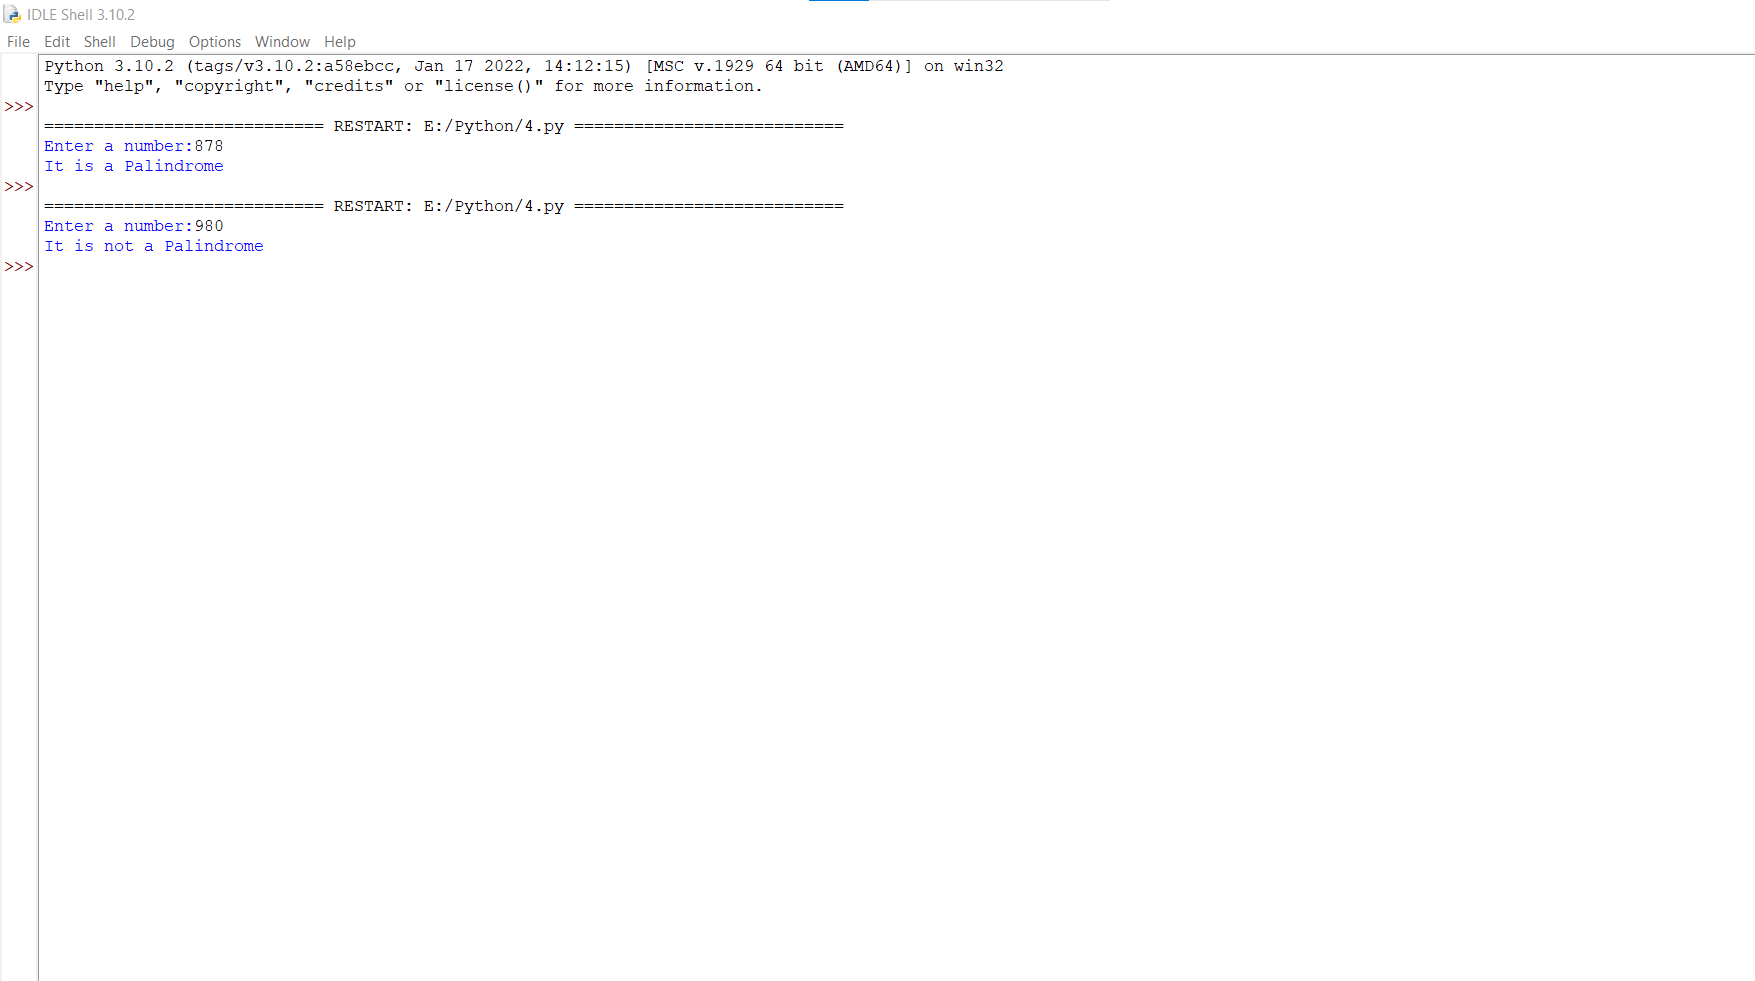 IDLE Shell 3.10.2
File Edit Shell Debug Options Window Help
Python 3.10.2 (tags/v3.10.2:a58ebcc, Jan 17 2022, 14:12:15) [MSC v.1929 64 bit (AMD64)] on win32
Type "help", "copyright", "credits" or "license()" for more information.
>>>
============================ RESTART: E:/Python/4.py ===========================
Enter a number:878
It is a Palindrome
>>>
============================ RESTART: E:/Python/4.py ===========================
Enter a number:980
It is not a Palindrome
>>>